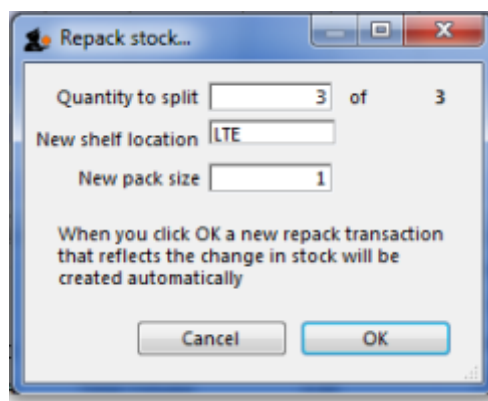 Repack stock...
Quantity to split 3 of 3
New shelf location LTE
New pack size 1
When you click OK a new repack transaction
that reflects the change in stock will be
created automatically
Cancel OK